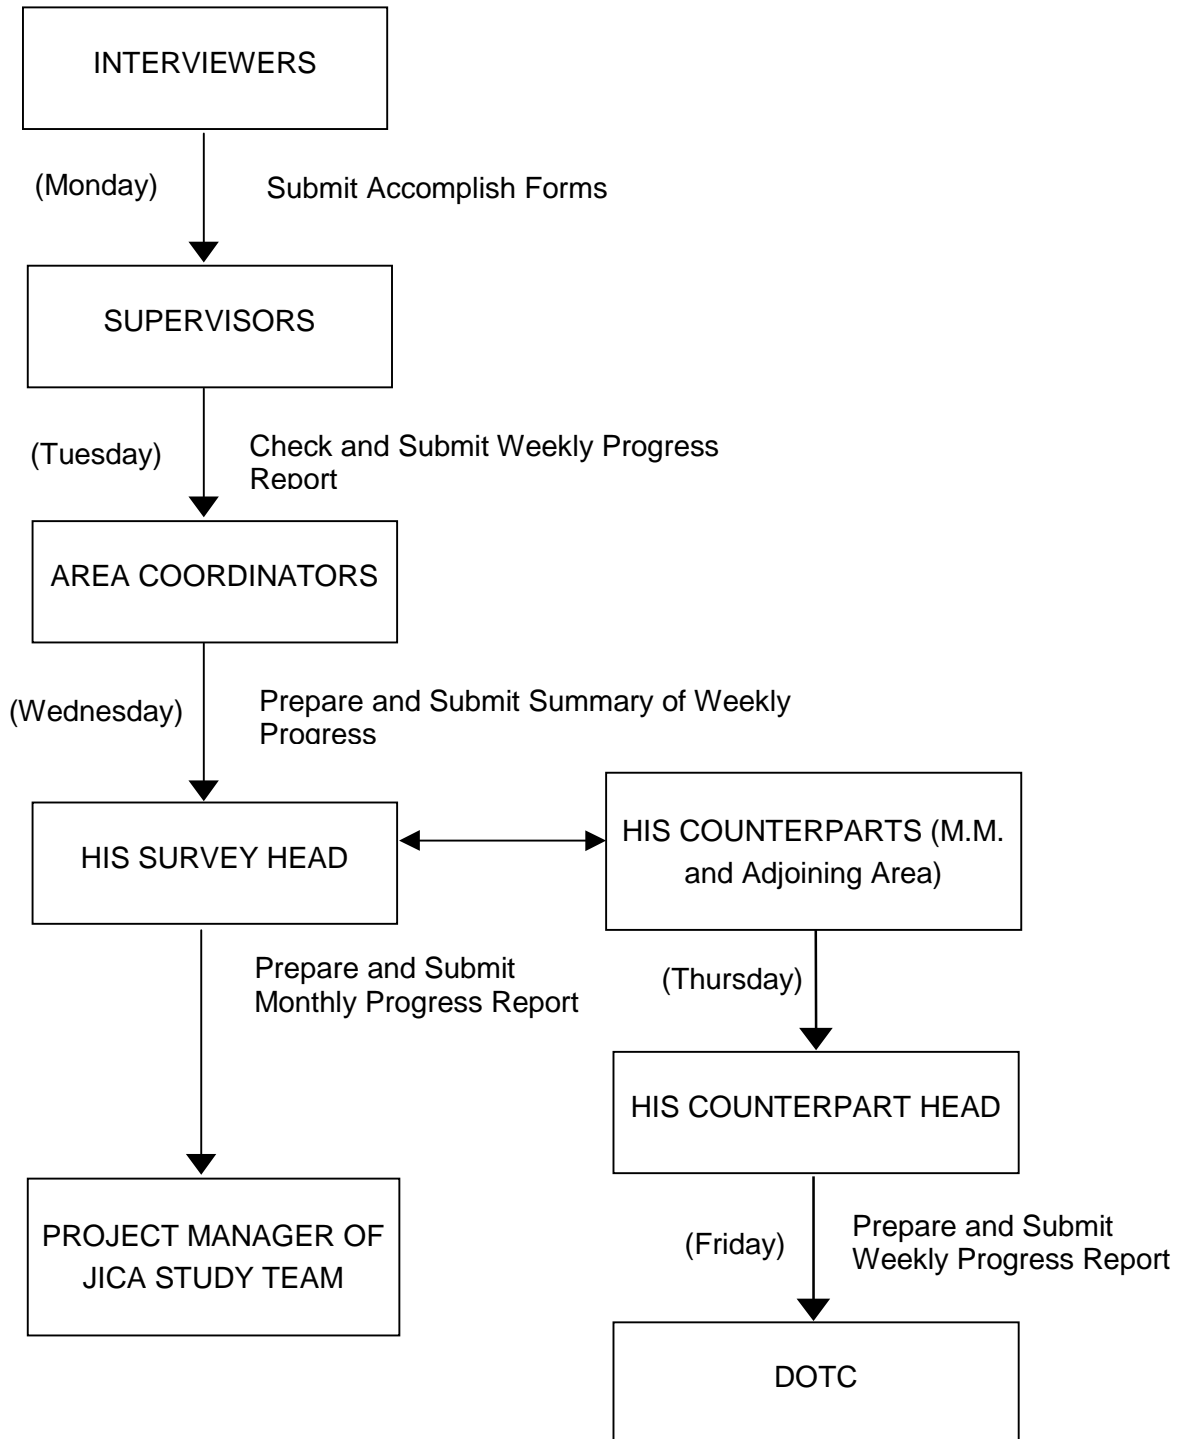 INTERVIEWERS
(Monday)
Submit Accomplish Forms
SUPERVISORS
(Tuesday)
Check and Submit Weekly Progress
Report
AREA COORDINATORS
(Wednesday)
Prepare and Submit Summary of Weekly
Progress
HIS SURVEY HEAD
HIS COUNTERPARTS (M.M.
and Adjoining Area)
Prepare and Submit
Monthly Progress Report
(Thursday)
HIS COUNTERPART HEAD
PROJECT MANAGER OF
JICA STUDY TEAM
(Friday)
Prepare and Submit
Weekly Progress Report
DOTC